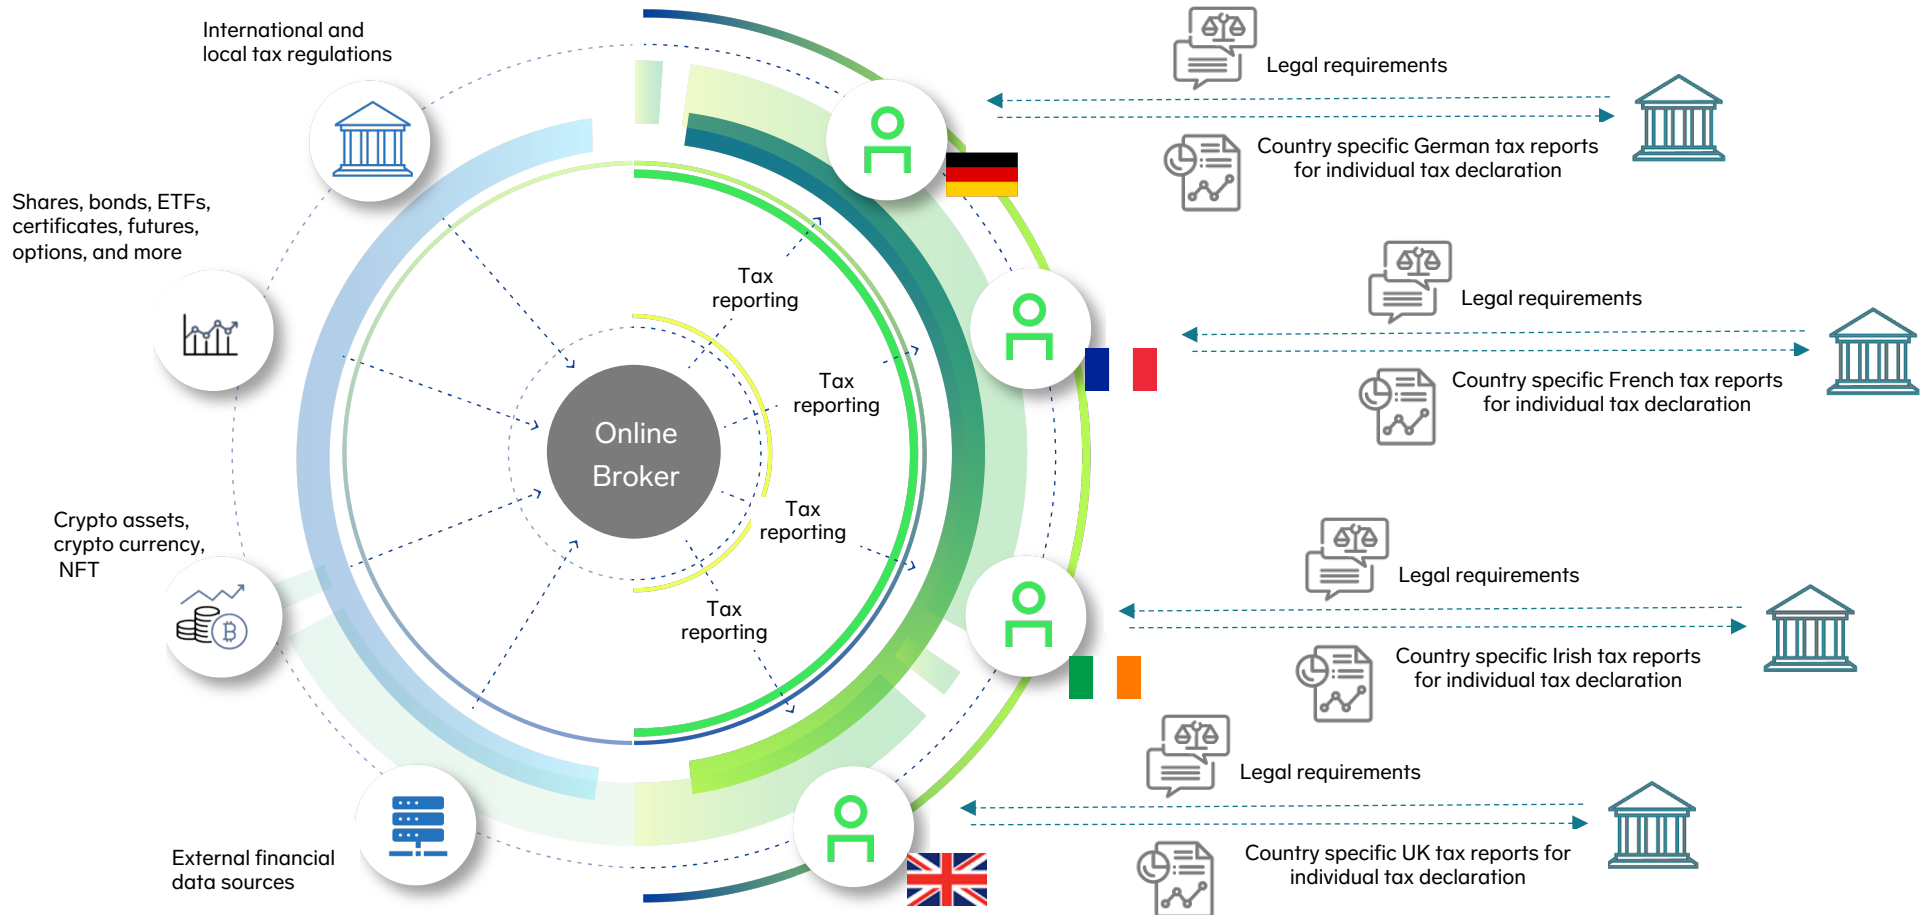 International and
local tax regulations
Shares, bonds, ETFs,
certificates, futures,
options, and more
Crypto assets,
crypto currency,
NFT
External financial
data sources
Online
Broker
Tax
reporting
Tax
reporting
Tax
reporting
Tax
reporting
Legal requirements
Country specific German tax reports
for individual tax declaration
Legal requirements
Country specific French tax reports
for individual tax declaration
Legal requirements
Country specific Irish tax reports
for individual tax declaration
Legal requirements
Country specific UK tax reports for
individual tax declaration